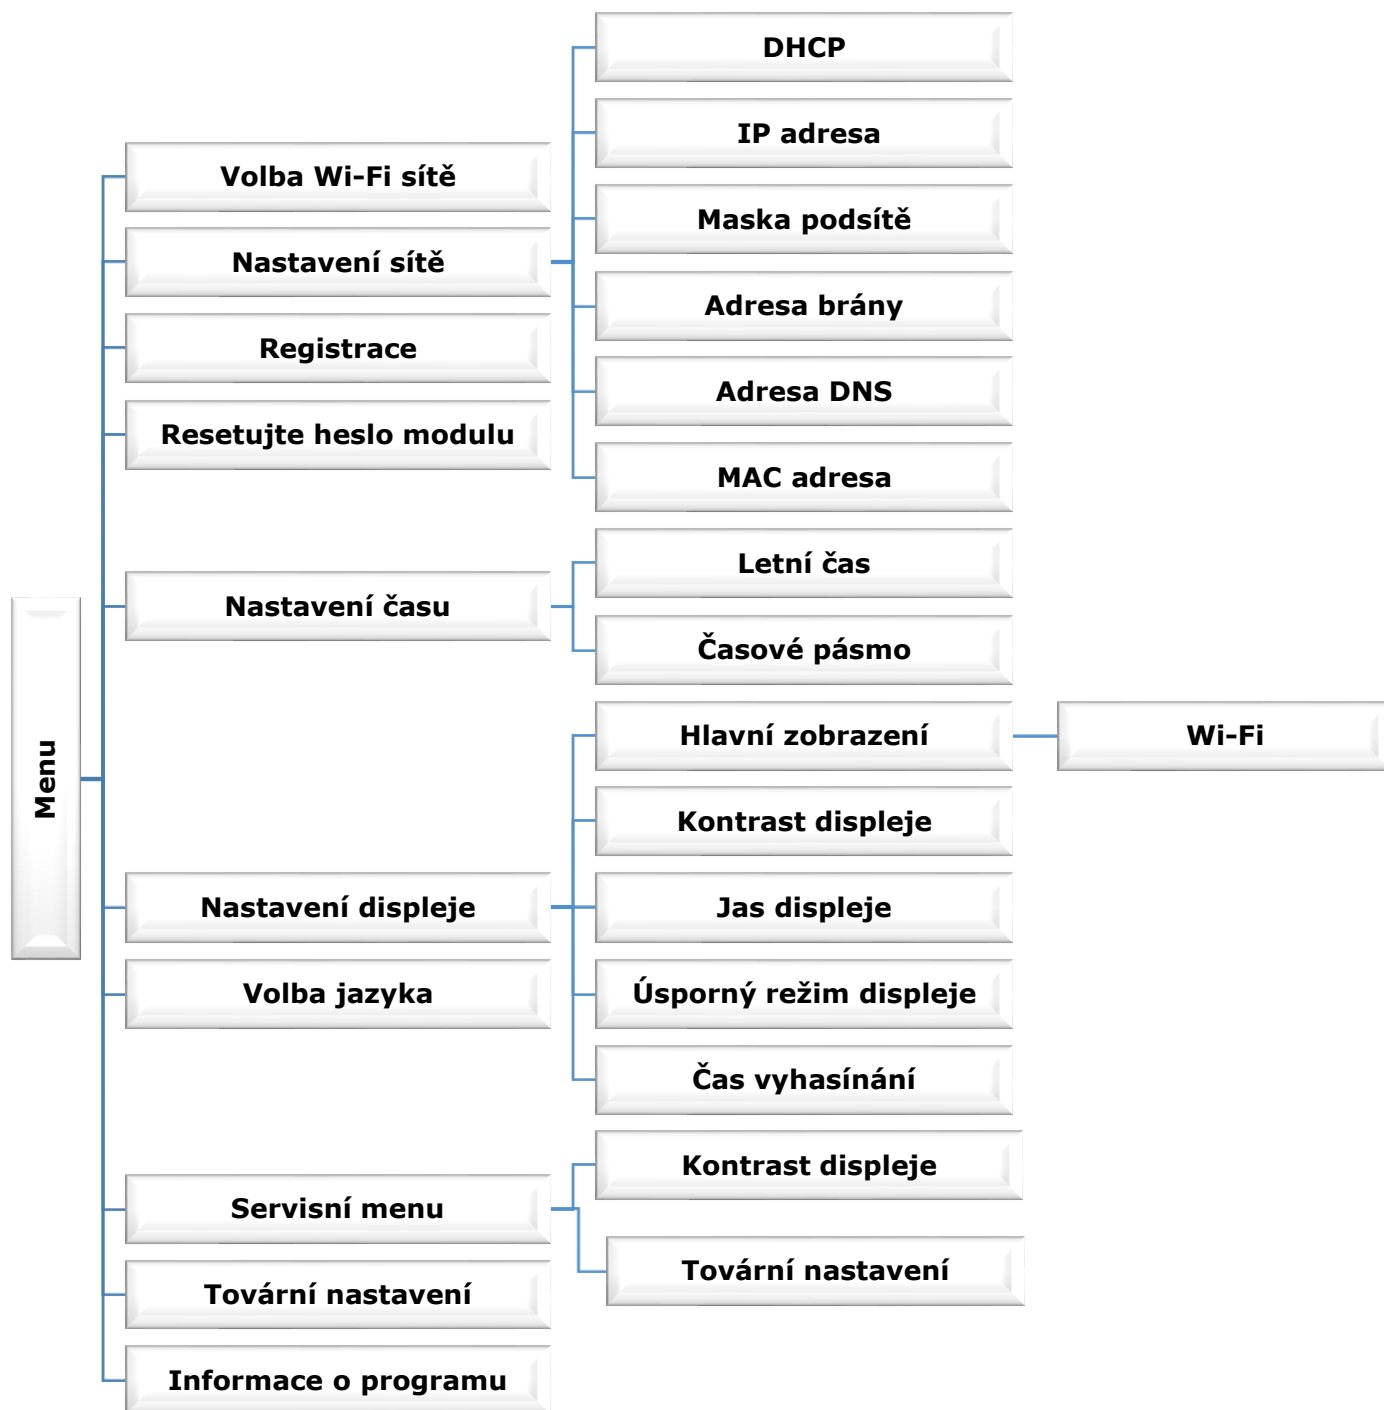 Menu
Volba Wi-Fi sítě
Nastavení sítě
DHCP
IP adresa
Maska podsítě
Adresa brány
Adresa DNS
MAC adresa
Registrace
Resetujte heslo modulu
Nastavení času
Letní čas
Časové pásmo
Nastavení displeje
Hlavní zobrazení
Wi-Fi
Kontrast displeje
Jas displeje
Úsporný režim displeje
Čas vyhasínání
Volba jazyka
Servisní menu
Kontrast displeje
Tovární nastavení
Tovární nastavení
Informace o programu